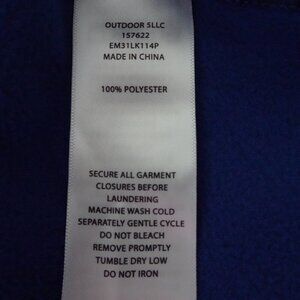 OUTDOOR 5LLC
157622
EM31LK114P
MADE IN CHINA
100% POLYESTER
SECURE ALL GARMENT
CLOSURES BEFORE
LAUNDERING
MACHINE WASH COLD
SEPARATELY GENTLE CYCLE
DO NOT BLEACH
REMOVE PROMPTLY
TUMBLE DRY LOW
DO NOT IRON